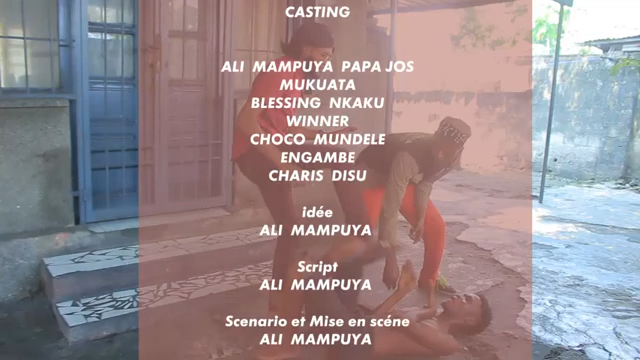 CASTING
ALI MAMPUYA PAPA JOS
MUKUATA
BLESSING NKAKU
WINNER
CHOCO MUNDELE
ENGAMBE
CHARIS DISU
idée
ALI MAMPUYA
Script
ALI MAMPUYA
Scenario et Mise en scéne
ALI MAMPUYA